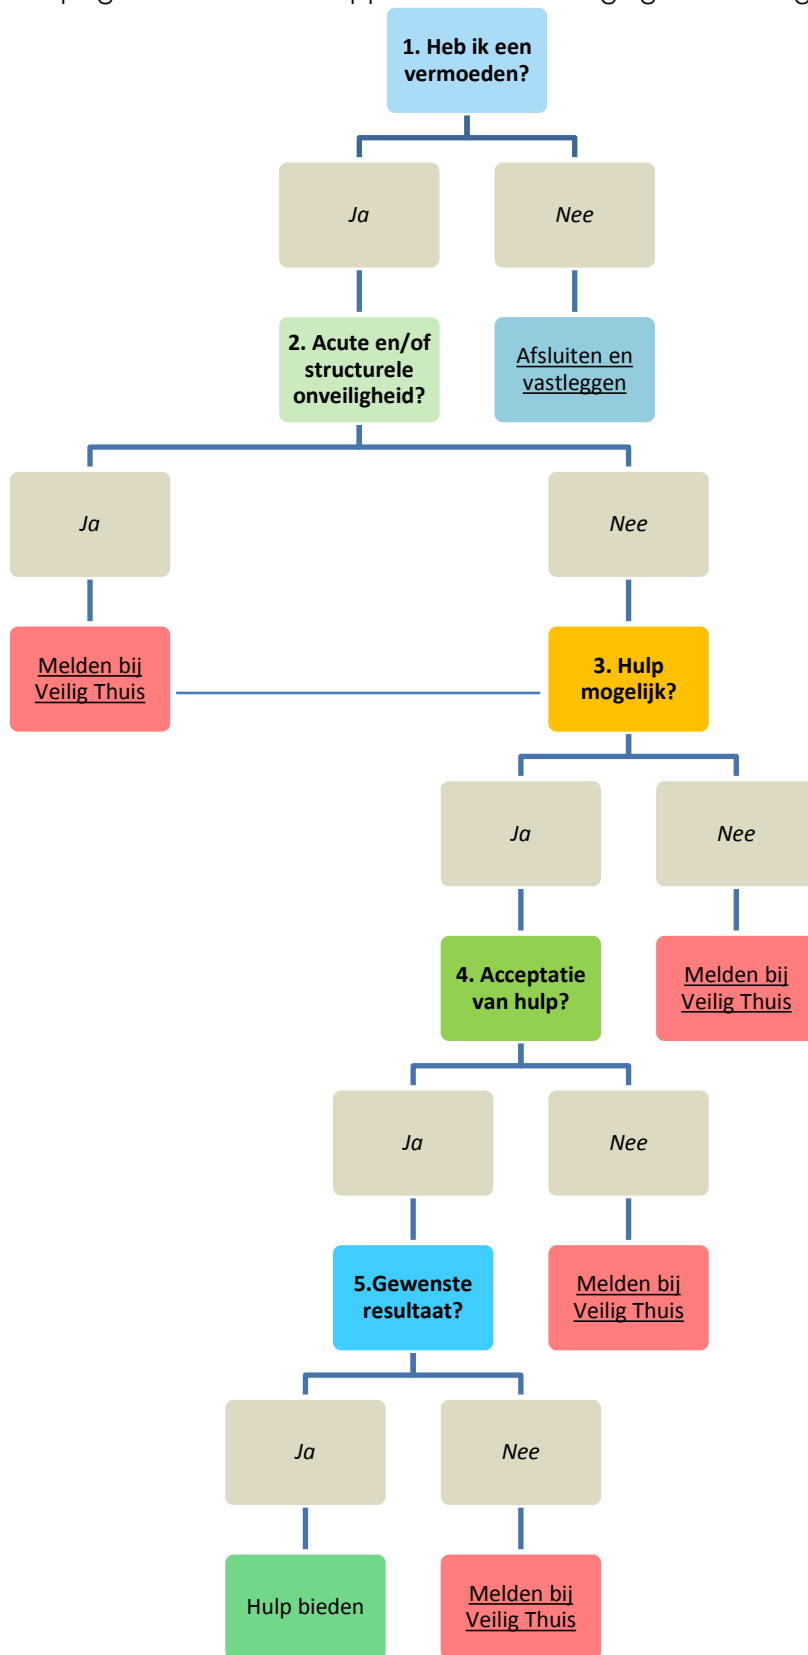 1. Heb ik een
vermoeden?
Ja
Nee
2. Acute en/of
structurele
onveiligheid?
Afsluiten en
vastleggen
Ja
Nee
Melden bij
Veilig Thuis
3. Hulp
mogelijk?
Ja
Nee
4. Acceptatie
van hulp?
Melden bij
Veilig Thuis
Ja
Nee
5.Gewenste
resultaat?
Melden bij
Veilig Thuis
Ja
Nee
Hulp bieden
Melden bij
Veilig Thuis